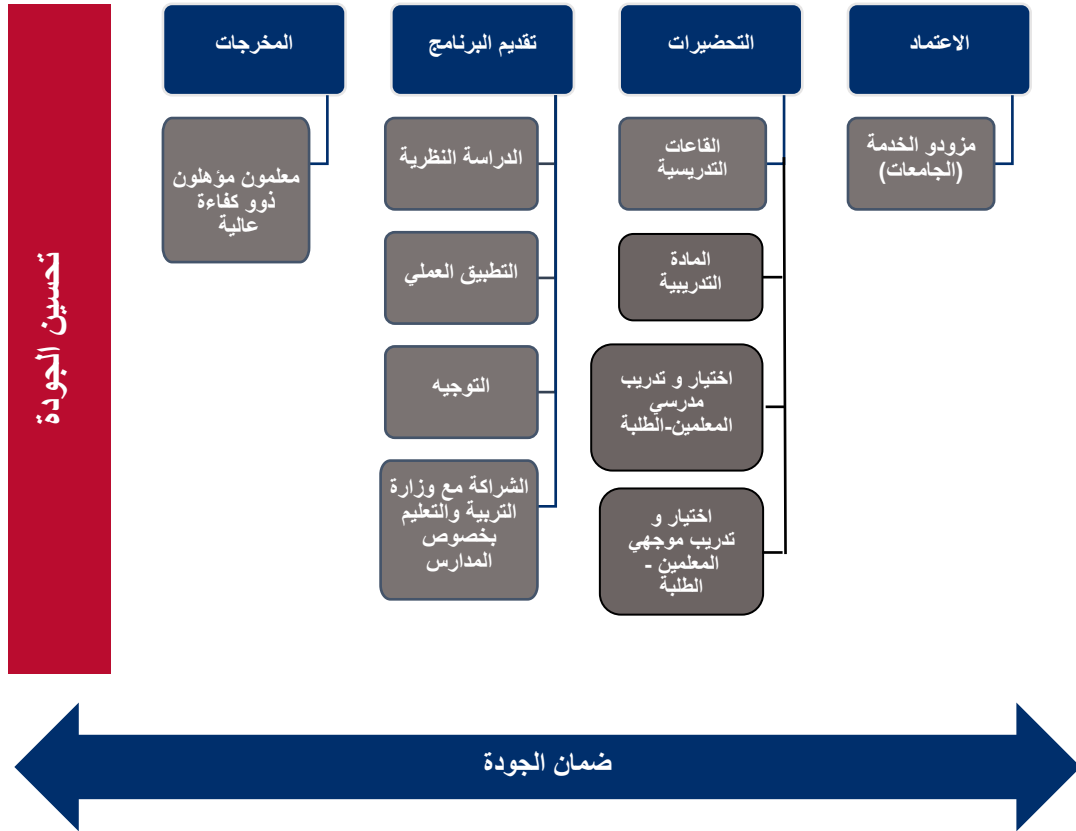 الاعتماد
مزودو الخدمة
(الجامعات)
التحضيرات
القاعات
التدريسية
المادة
التدريبية
اختيار و تدريب
مدرسي
المعلمين-الطلبة
اختيار و
تدريب موجهي
المعلمين -
الطلبة
تقديم البرنامج
الدراسة النظرية
التطبيق العملي
التوجيه
الشراكة مع وزارة
التربية والتعليم
بخصوص
المدارس
المخرجات
معلمون مؤهلون
ذوو كفاءة
عالية
تحسين الجودة
ضمان الجودة